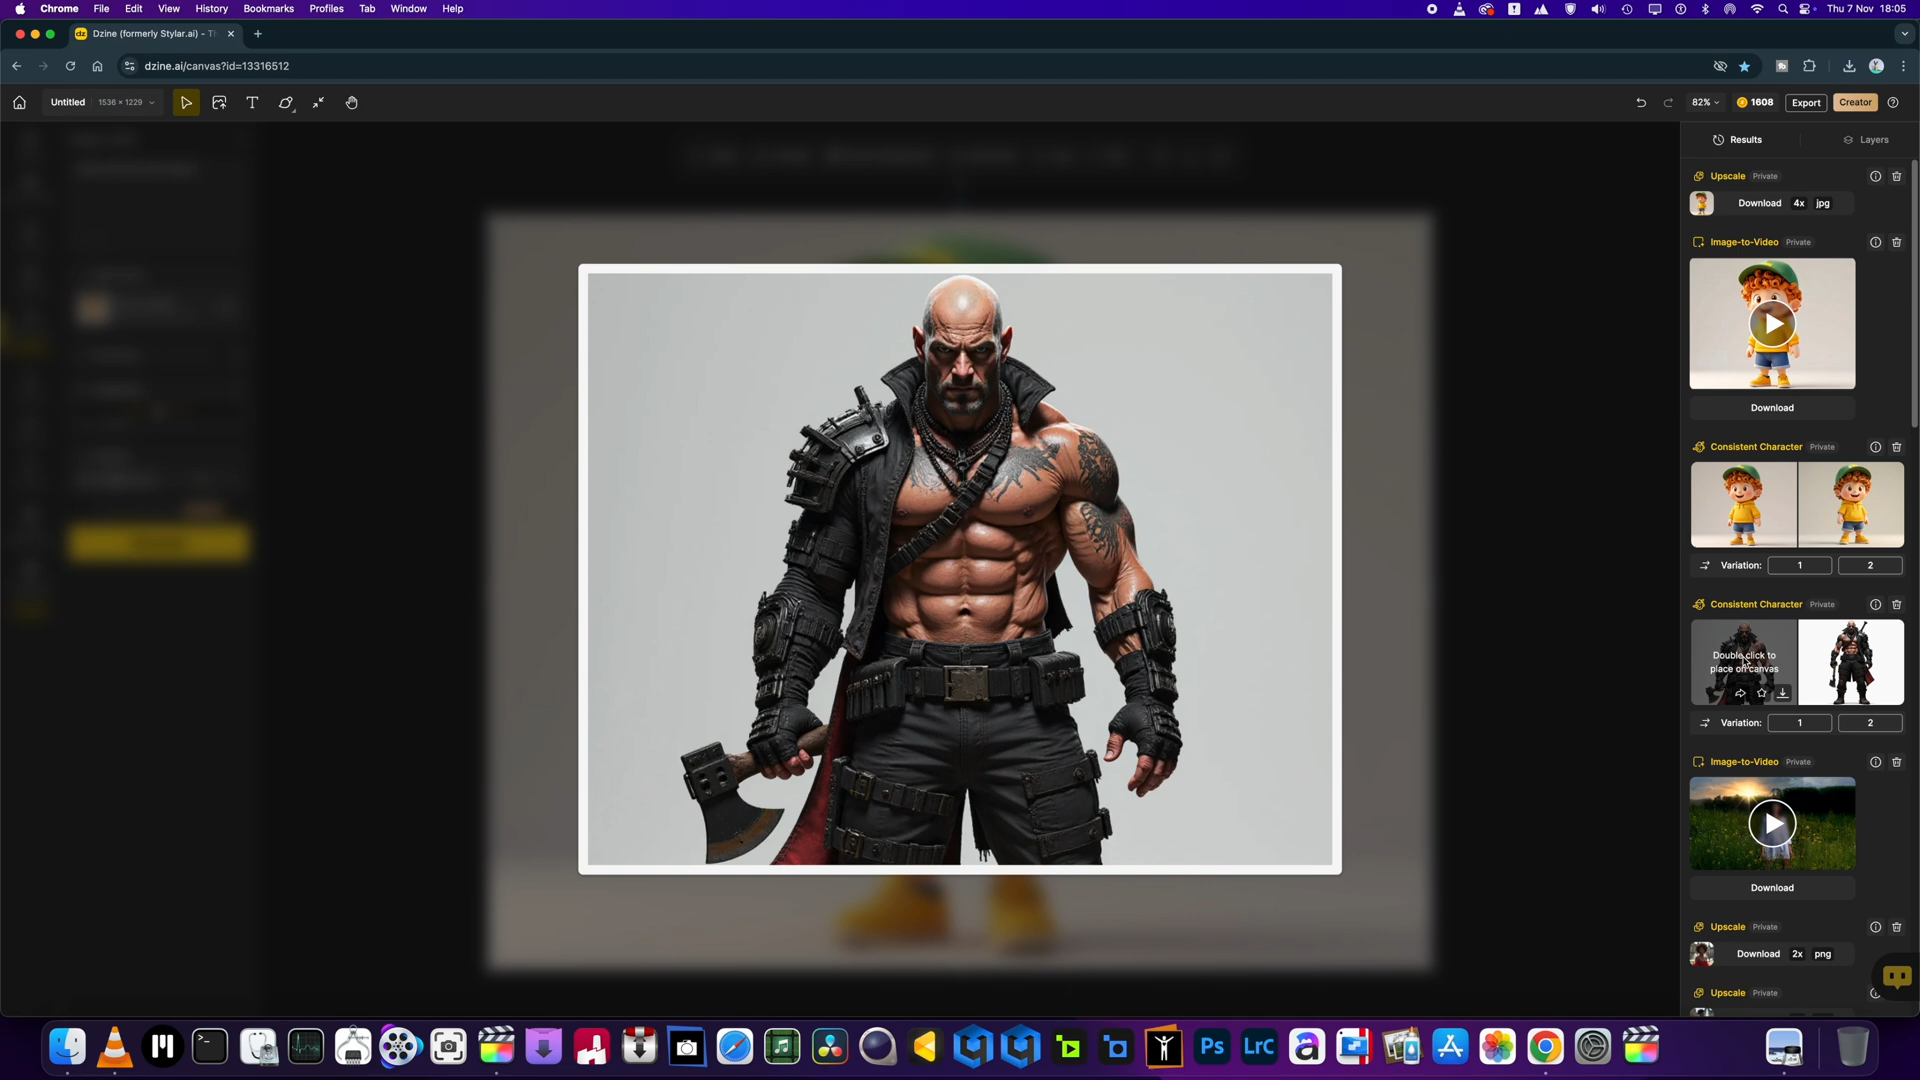 Chrome File Edit View History Bookmarks Profiles Tab Window Help
Thu 7 Nov 18:05
dz Dzine (formerly Stylar.ai) - Th
dzine.ai/canvas?id=13316512
Untitled 1536 × 1229
T
82% 1608 Export Creator
Results Layers
Upscale Private
Download 4x jpg
Image-to-Video Private
Download
Consistent Character Private
Variation: 1 2
Consistent Character Private
Double click to
place on canvas
Variation: 1 2
Image-to-Video Private
Download
Upscale Private
Download 2x png
Upscale Private
Ps LrC